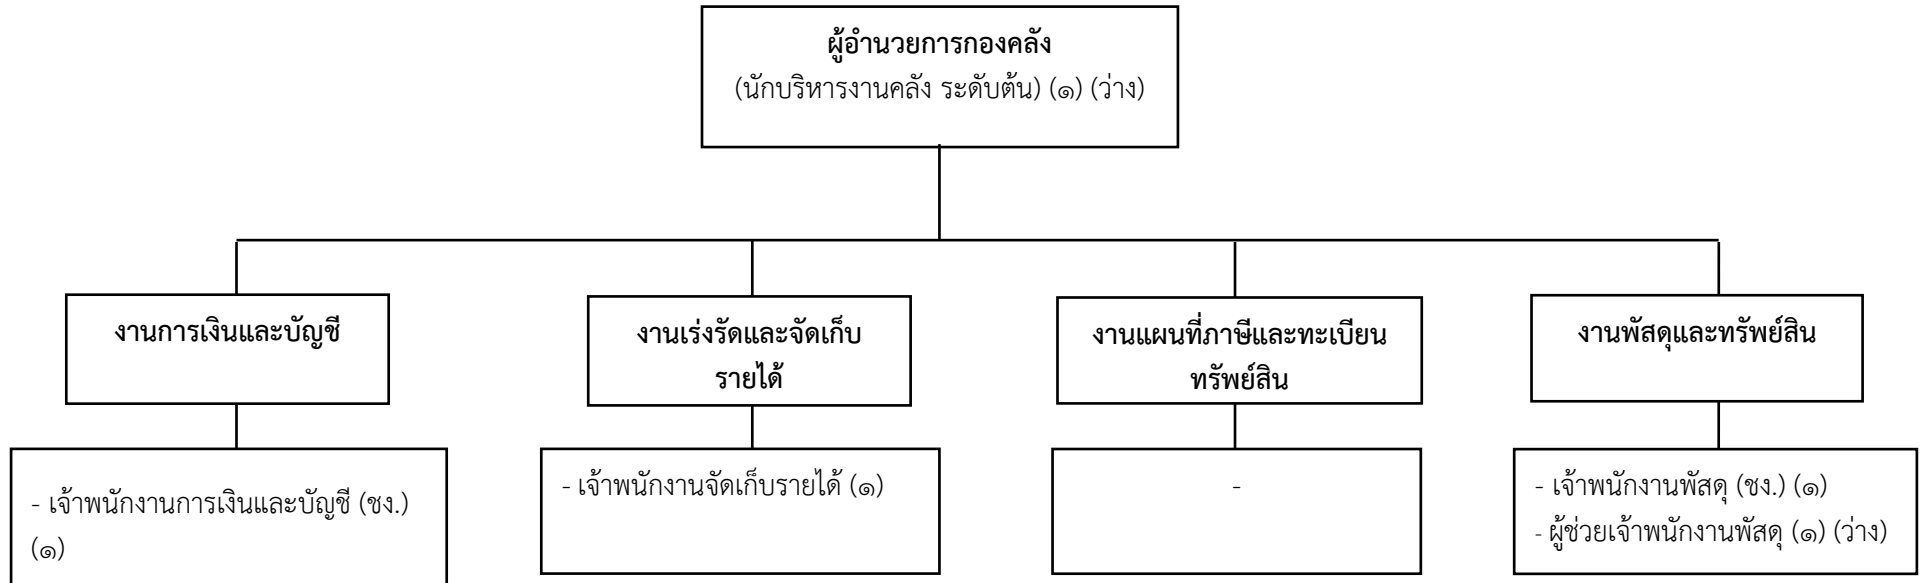 ผู้อำนวยการกองคลัง
(นักบริหารงานคลัง ระดับต้น) (๑) (ว่าง)
งานการเงินและบัญชี
งานเร่งรัดและจัดเก็บ
รายได้
งานแผนที่ภาษีและทะเบียน
ทรัพย์สิน
งานพัสดุและทรัพย์สิน
- เจ้าพนักงานการเงินและบัญชี (ชง.)
(๑)
- เจ้าพนักงานจัดเก็บรายได้ (๑)
-
- เจ้าพนักงานพัสดุ (ชง.) (๑)
- ผู้ช่วยเจ้าพนักงานพัสดุ (๑) (ว่าง)